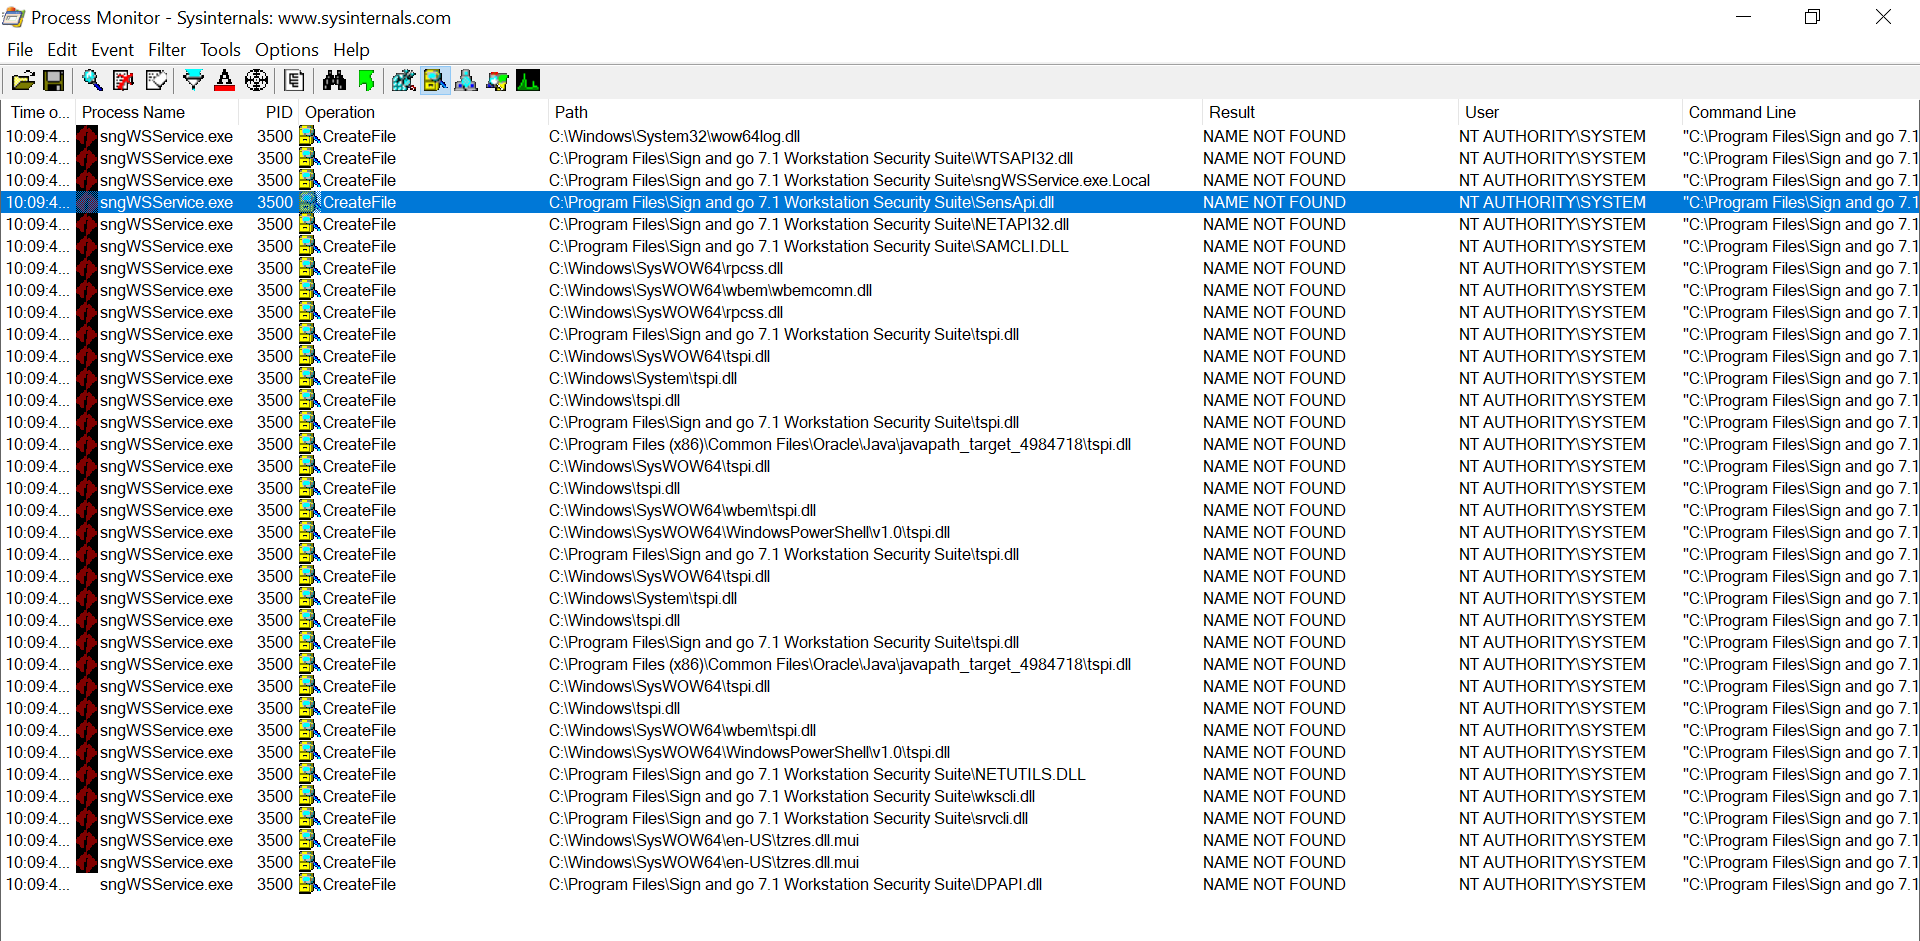 Process Monitor - Sysinternals: www.sysinternals.com
File Edit Event Filter Tools Options Help
Time o... Process Name PID Operation Path Result User Command Line
10:09:4... sngWSService.exe 3500 CreateFile C:\Windows\System32\wow64log.dll NAME NOT FOUND NT AUTHORITY\SYSTEM "C:\Program Files\Sign and go 7.1
10:09:4... sngWSService.exe 3500 CreateFile C:\Program Files\Sign and go 7.1 Workstation Security Suite\WTSAPI32.dll NAME NOT FOUND NT AUTHORITY\SYSTEM "C:\Program Files\Sign and go 7.1
10:09:4... sngWSService.exe 3500 CreateFile C:\Program Files\Sign and go 7.1 Workstation Security Suite\sngWSService.exe.Local NAME NOT FOUND NT AUTHORITY\SYSTEM "C:\Program Files\Sign and go 7.1
10:09:4... sngWSService.exe 3500 CreateFile C:\Program Files\Sign and go 7.1 Workstation Security Suite\SensApi.dll NAME NOT FOUND NT AUTHORITY\SYSTEM "C:\Program Files\Sign and go 7.1
10:09:4... sngWSService.exe 3500 CreateFile C:\Program Files\Sign and go 7.1 Workstation Security Suite\NETAPI32.dll NAME NOT FOUND NT AUTHORITY\SYSTEM "C:\Program Files\Sign and go 7.1
10:09:4... sngWSService.exe 3500 CreateFile C:\Program Files\Sign and go 7.1 Workstation Security Suite\SAMCLI.DLL NAME NOT FOUND NT AUTHORITY\SYSTEM "C:\Program Files\Sign and go 7.1
10:09:4... sngWSService.exe 3500 CreateFile C:\Windows\SysWOW64\rpcss.dll NAME NOT FOUND NT AUTHORITY\SYSTEM "C:\Program Files\Sign and go 7.1
10:09:4... sngWSService.exe 3500 CreateFile C:\Windows\SysWOW64\wbem\wbemcomn.dll NAME NOT FOUND NT AUTHORITY\SYSTEM "C:\Program Files\Sign and go 7.1
10:09:4... sngWSService.exe 3500 CreateFile C:\Windows\SysWOW64\rpcss.dll NAME NOT FOUND NT AUTHORITY\SYSTEM "C:\Program Files\Sign and go 7.1
10:09:4... sngWSService.exe 3500 CreateFile C:\Program Files\Sign and go 7.1 Workstation Security Suite\tspi.dll NAME NOT FOUND NT AUTHORITY\SYSTEM "C:\Program Files\Sign and go 7.1
10:09:4... sngWSService.exe 3500 CreateFile C:\Windows\SysWOW64\tspi.dll NAME NOT FOUND NT AUTHORITY\SYSTEM "C:\Program Files\Sign and go 7.1
10:09:4... sngWSService.exe 3500 CreateFile C:\Windows\System\tspi.dll NAME NOT FOUND NT AUTHORITY\SYSTEM "C:\Program Files\Sign and go 7.1
10:09:4... sngWSService.exe 3500 CreateFile C:\Windows\tspi.dll NAME NOT FOUND NT AUTHORITY\SYSTEM "C:\Program Files\Sign and go 7.1
10:09:4... sngWSService.exe 3500 CreateFile C:\Program Files\Sign and go 7.1 Workstation Security Suite\tspi.dll NAME NOT FOUND NT AUTHORITY\SYSTEM "C:\Program Files\Sign and go 7.1
10:09:4... sngWSService.exe 3500 CreateFile C:\Program Files (x86)\Common Files\Oracle\Java\javapath_target_4984718\tspi.dll NAME NOT FOUND NT AUTHORITY\SYSTEM "C:\Program Files\Sign and go 7.1
10:09:4... sngWSService.exe 3500 CreateFile C:\Windows\SysWOW64\tspi.dll NAME NOT FOUND NT AUTHORITY\SYSTEM "C:\Program Files\Sign and go 7.1
10:09:4... sngWSService.exe 3500 CreateFile C:\Windows\tspi.dll NAME NOT FOUND NT AUTHORITY\SYSTEM "C:\Program Files\Sign and go 7.1
10:09:4... sngWSService.exe 3500 CreateFile C:\Windows\SysWOW64\wbem\tspi.dll NAME NOT FOUND NT AUTHORITY\SYSTEM "C:\Program Files\Sign and go 7.1
10:09:4... sngWSService.exe 3500 CreateFile C:\Windows\SysWOW64\WindowsPowerShell\v1.0\tspi.dll NAME NOT FOUND NT AUTHORITY\SYSTEM "C:\Program Files\Sign and go 7.1
10:09:4... sngWSService.exe 3500 CreateFile C:\Program Files\Sign and go 7.1 Workstation Security Suite\tspi.dll NAME NOT FOUND NT AUTHORITY\SYSTEM "C:\Program Files\Sign and go 7.1
10:09:4... sngWSService.exe 3500 CreateFile C:\Windows\SysWOW64\tspi.dll NAME NOT FOUND NT AUTHORITY\SYSTEM "C:\Program Files\Sign and go 7.1
10:09:4... sngWSService.exe 3500 CreateFile C:\Windows\System\tspi.dll NAME NOT FOUND NT AUTHORITY\SYSTEM "C:\Program Files\Sign and go 7.1
10:09:4... sngWSService.exe 3500 CreateFile C:\Windows\tspi.dll NAME NOT FOUND NT AUTHORITY\SYSTEM "C:\Program Files\Sign and go 7.1
10:09:4... sngWSService.exe 3500 CreateFile C:\Program Files\Sign and go 7.1 Workstation Security Suite\tspi.dll NAME NOT FOUND NT AUTHORITY\SYSTEM "C:\Program Files\Sign and go 7.1
10:09:4... sngWSService.exe 3500 CreateFile C:\Program Files (x86)\Common Files\Oracle\Java\javapath_target_4984718\tspi.dll NAME NOT FOUND NT AUTHORITY\SYSTEM "C:\Program Files\Sign and go 7.1
10:09:4... sngWSService.exe 3500 CreateFile C:\Windows\SysWOW64\tspi.dll NAME NOT FOUND NT AUTHORITY\SYSTEM "C:\Program Files\Sign and go 7.1
10:09:4... sngWSService.exe 3500 CreateFile C:\Windows\tspi.dll NAME NOT FOUND NT AUTHORITY\SYSTEM "C:\Program Files\Sign and go 7.1
10:09:4... sngWSService.exe 3500 CreateFile C:\Windows\SysWOW64\wbem\tspi.dll NAME NOT FOUND NT AUTHORITY\SYSTEM "C:\Program Files\Sign and go 7.1
10:09:4... sngWSService.exe 3500 CreateFile C:\Windows\SysWOW64\WindowsPowerShell\v1.0\tspi.dll NAME NOT FOUND NT AUTHORITY\SYSTEM "C:\Program Files\Sign and go 7.1
10:09:4... sngWSService.exe 3500 CreateFile C:\Program Files\Sign and go 7.1 Workstation Security Suite\NETUTILS.DLL NAME NOT FOUND NT AUTHORITY\SYSTEM "C:\Program Files\Sign and go 7.1
10:09:4... sngWSService.exe 3500 CreateFile C:\Program Files\Sign and go 7.1 Workstation Security Suite\wkscli.dll NAME NOT FOUND NT AUTHORITY\SYSTEM "C:\Program Files\Sign and go 7.1
10:09:4... sngWSService.exe 3500 CreateFile C:\Program Files\Sign and go 7.1 Workstation Security Suite\srvcli.dll NAME NOT FOUND NT AUTHORITY\SYSTEM "C:\Program Files\Sign and go 7.1
10:09:4... sngWSService.exe 3500 CreateFile C:\Windows\SysWOW64\en-US\tzres.dll.mui NAME NOT FOUND NT AUTHORITY\SYSTEM "C:\Program Files\Sign and go 7.1
10:09:4... sngWSService.exe 3500 CreateFile C:\Windows\SysWOW64\en-US\tzres.dll.mui NAME NOT FOUND NT AUTHORITY\SYSTEM "C:\Program Files\Sign and go 7.1
10:09:4... sngWSService.exe 3500 CreateFile C:\Program Files\Sign and go 7.1 Workstation Security Suite\DPAPI.dll NAME NOT FOUND NT AUTHORITY\SYSTEM "C:\Program Files\Sign and go 7.1